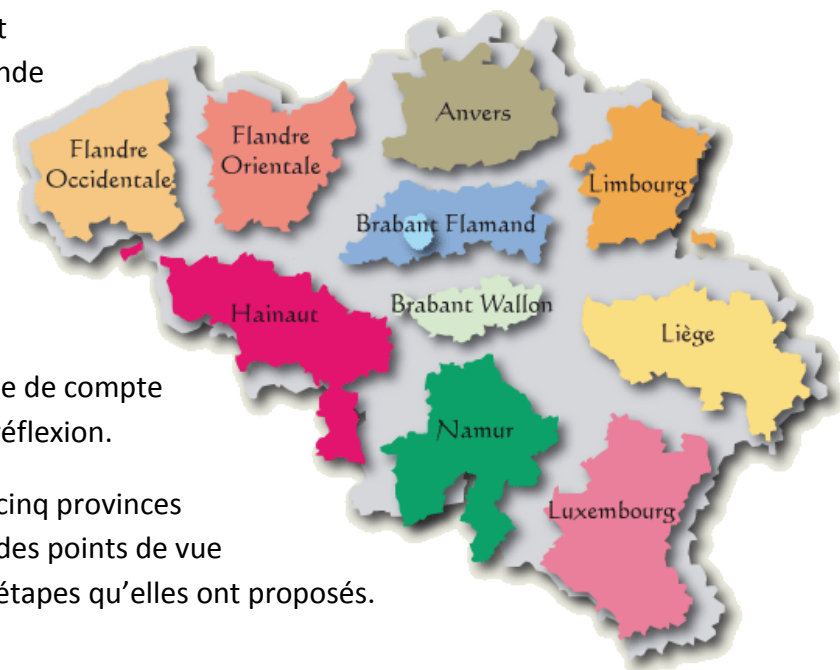 t
nde
Anvers
Flandre
Occidentale
Flandre
Orientale
Limbourg
Brabant Flamand
Hainaut
Brabant Wallon
Liège
e de compte
réflexion.
Namur
cinq provinces
des points de vue
Luxembourg
étapes qu’elles ont proposés.